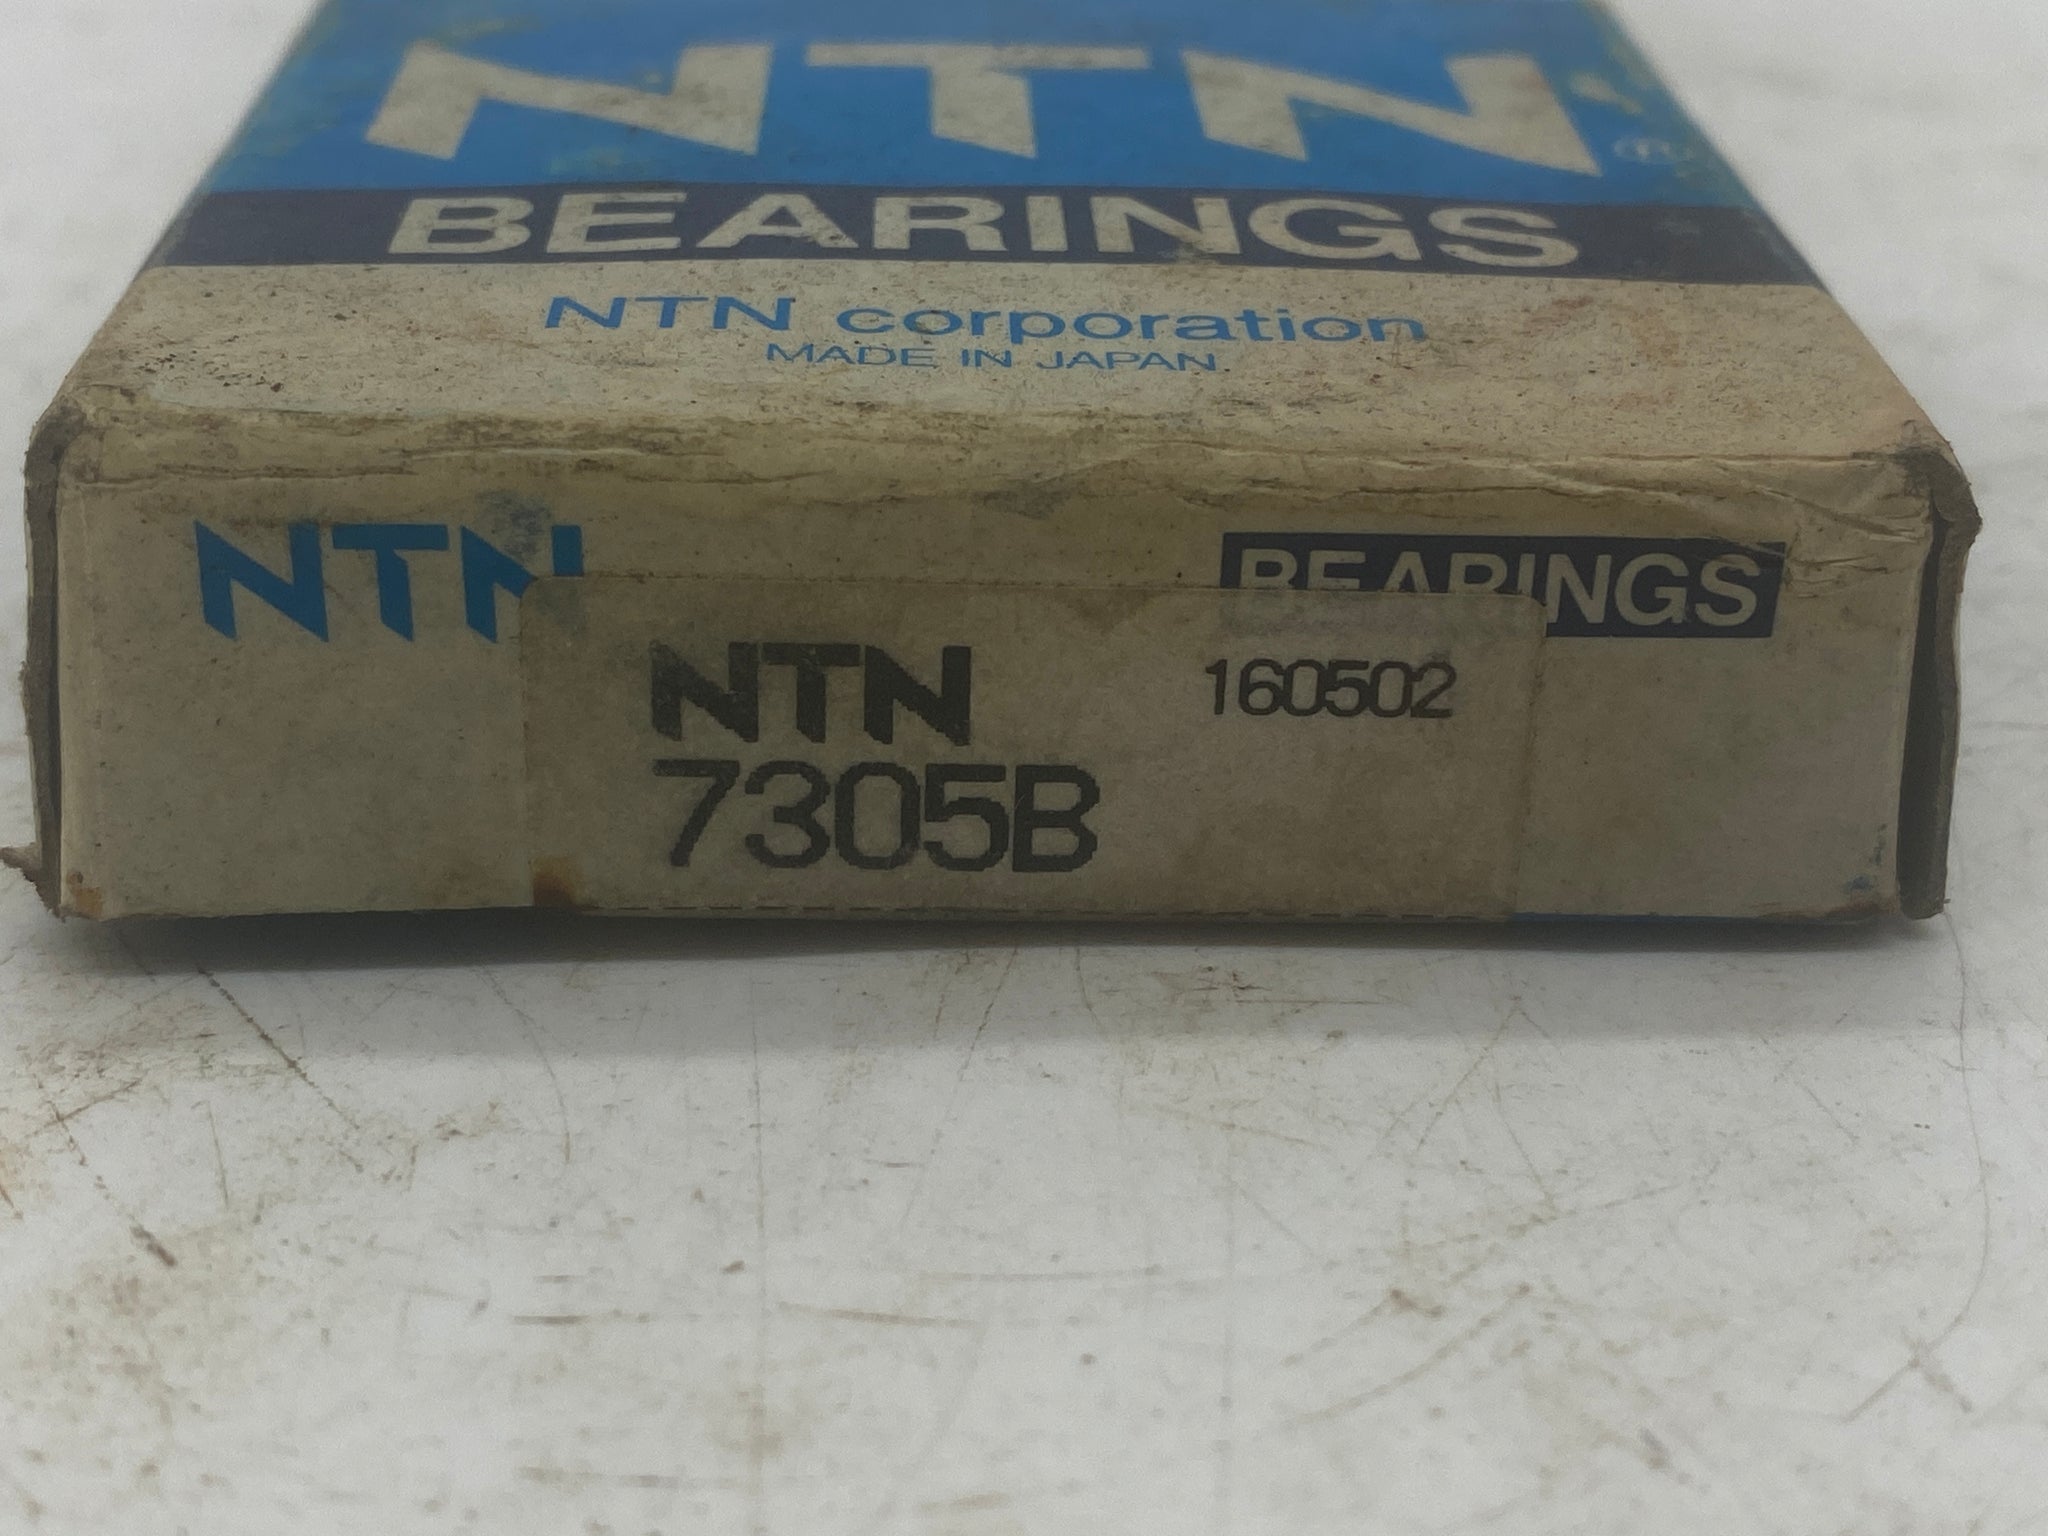 NTN®
BEARINGS
NTN corporation
MADE IN JAPAN
NTN BEARINGS
NTN 160502
7305B